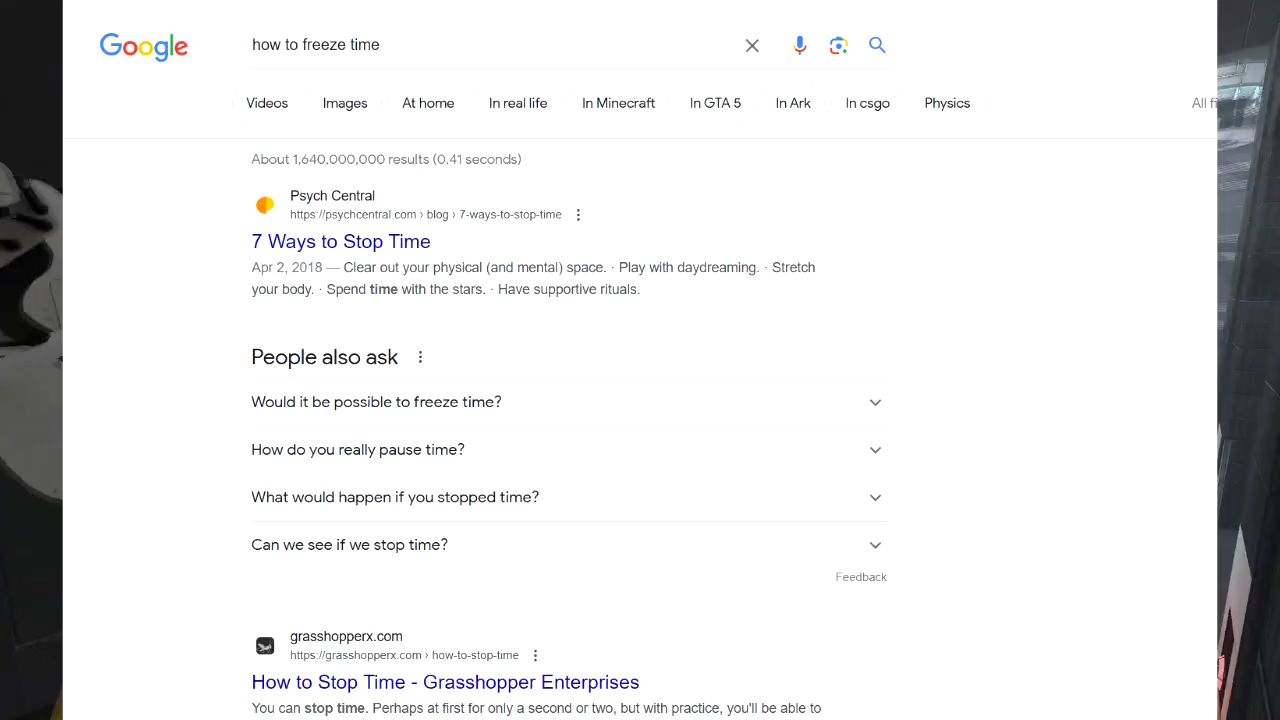 Google
how to freeze time
Videos Images At home In real life In Minecraft In GTA 5 In Ark In csgo Physics All fi
About 1,640,000,000 results (0.41 seconds)
Psych Central
https://psychcentral.com › blog › 7-ways-to-stop-time
7 Ways to Stop Time
Apr 2, 2018 — Clear out your physical (and mental) space. · Play with daydreaming. · Stretch
your body. · Spend time with the stars. · Have supportive rituals.
People also ask
Would it be possible to freeze time?
How do you really pause time?
What would happen if you stopped time?
Can we see if we stop time?
Feedback
grasshopperx.com
https://grasshopperx.com › how-to-stop-time
How to Stop Time - Grasshopper Enterprises
You can stop time. Perhaps at first for only a second or two, but with practice, you'll be able to